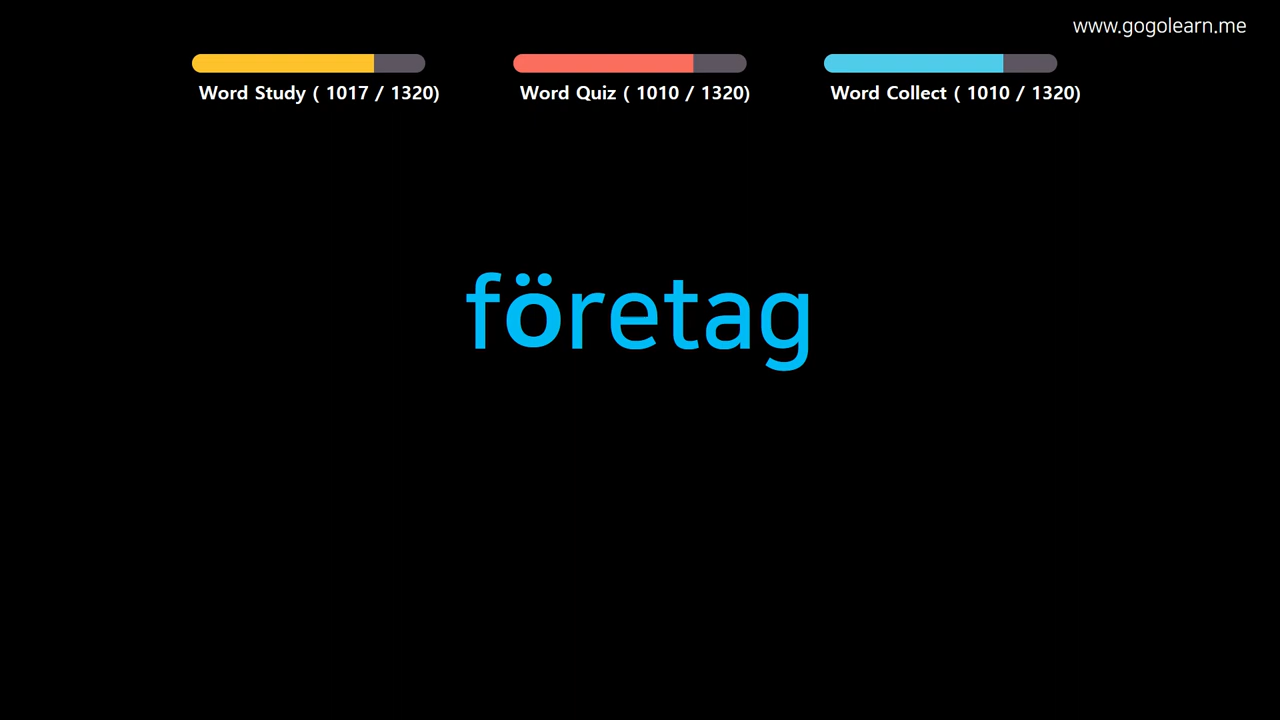 www.gogolearn.me
Word Study ( 1017 / 1320)
Word Quiz ( 1010 / 1320)
Word Collect ( 1010 / 1320)
företag